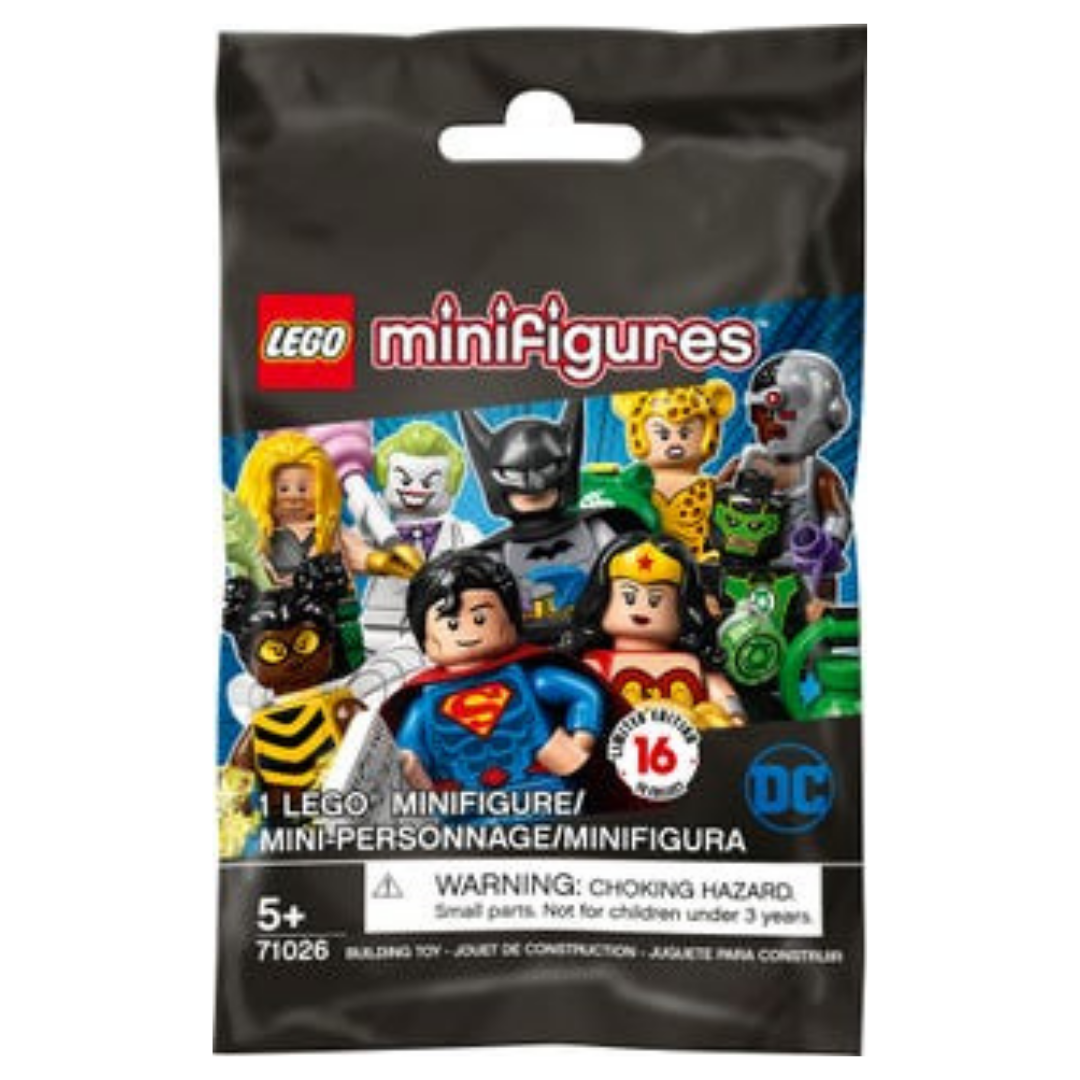 LEGO minifigures™
LIMITED EDITION
16
DC
1 LEGO® MINIFIGURE/
MINI-PERSONNAGE/MINIFIGURA
WARNING: CHOKING HAZARD.
Small parts. Not for children under 3 years.
5+
71026 BUILDING TOY - JOUET DE CONSTRUCTION - JUGUETE PARA CONSTRUIR